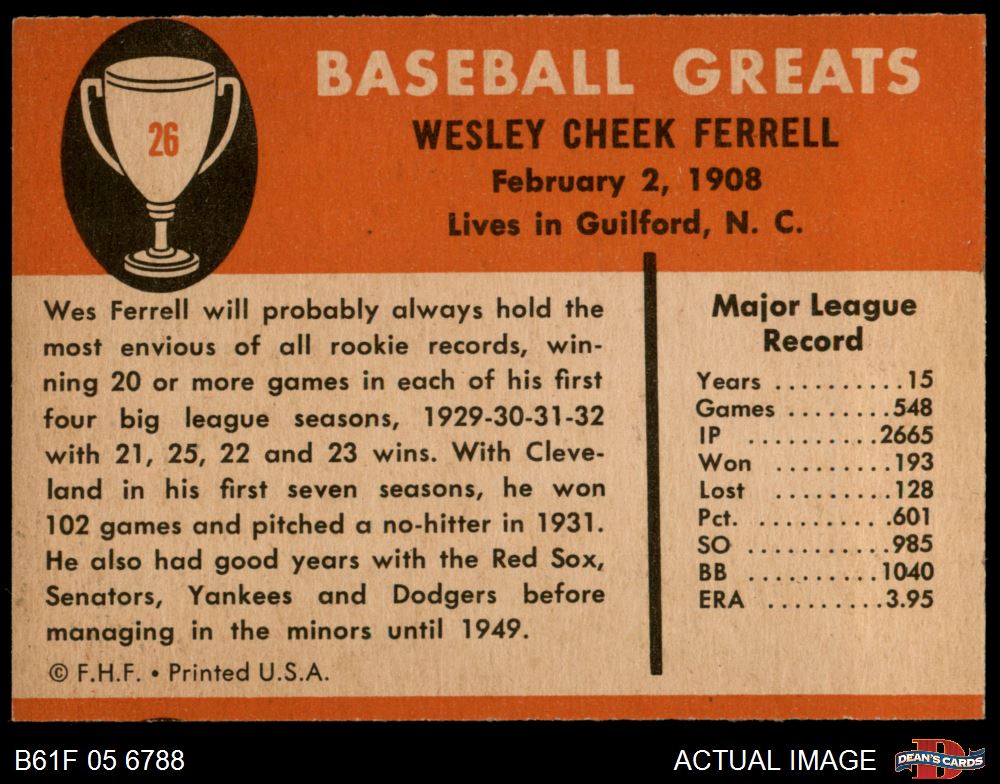 26
BASEBALL GREATS
WESLEY CHEEK FERRELL
February 2, 1908
Lives in Guilford, N. C.
Wes Ferrell will probably always hold the
most envious of all rookie records, win-
ning 20 or more games in each of his first
four big league seasons, 1929-30-31-32
with 21, 25, 22 and 23 wins. With Cleve-
land in his first seven seasons, he won
102 games and pitched a no-hitter in 1931.
He also had good years with the Red Sox,
Senators, Yankees and Dodgers before
managing in the minors until 1949.
© F.H.F. • Printed U.S.A.
Major League
Record
Years ..........15
Games ........548
IP ..........2665
Won .........193
Lost .........128
Pct. ..........601
SO ...........985
BB ..........1040
ERA .........3.95
B61F 05 6788
ACTUAL IMAGE
D
DEAN'S CARDS